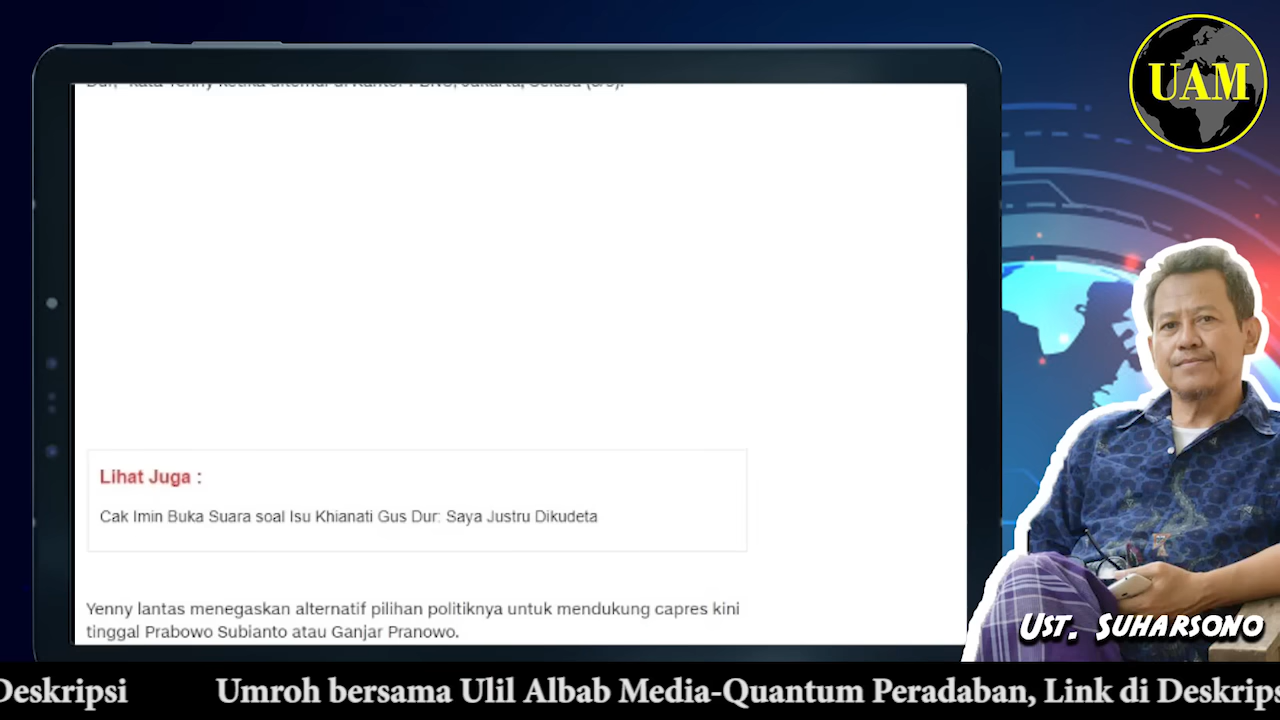 UAM
Lihat Juga :
Cak Imin Buka Suara soal Isu Khianati Gus Dur: Saya Justru Dikudeta
Yenny lantas menegaskan alternatif pilihan politiknya untuk mendukung capres kini
tinggal Prabowo Subianto atau Ganjar Pranowo.
UST. SUHARSONO
Deskripsi Umroh bersama Ulil Albab Media-Quantum Peradaban, Link di Deskrips